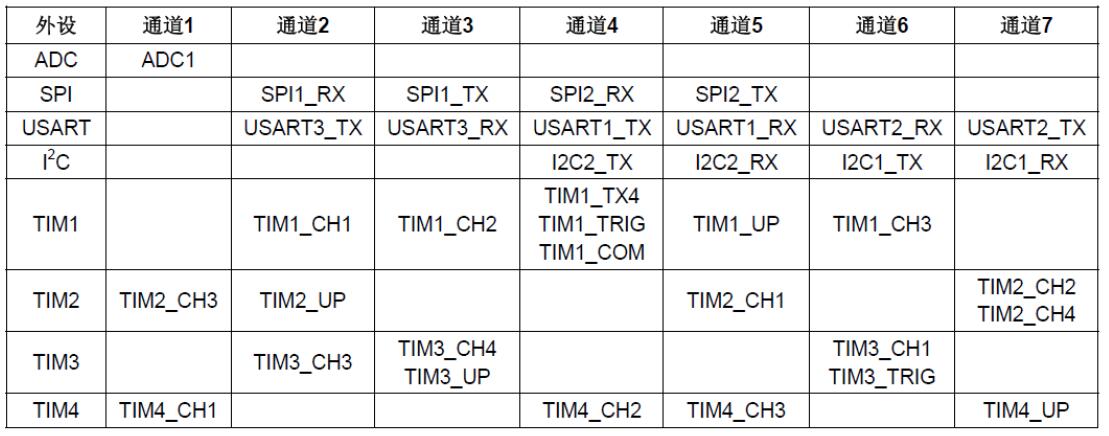 外设 通道1 通道2 通道3 通道4 通道5 通道6 通道7
ADC ADC1
SPI SPI1_RX SPI1_TX SPI2_RX SPI2_TX
USART USART3_TX USART3_RX USART1_TX USART1_RX USART2_RX USART2_TX
I²C I2C2_TX I2C2_RX I2C1_TX I2C1_RX
TIM1 TIM1_CH1 TIM1_CH2 TIM1_TX4 TIM1_TRIG TIM1_COM TIM1_UP TIM1_CH3
TIM2 TIM2_CH3 TIM2_UP TIM2_CH1 TIM2_CH2 TIM2_CH4
TIM3 TIM3_CH3 TIM3_CH4 TIM3_UP TIM3_CH1 TIM3_TRIG
TIM4 TIM4_CH1 TIM4_CH2 TIM4_CH3 TIM4_UP